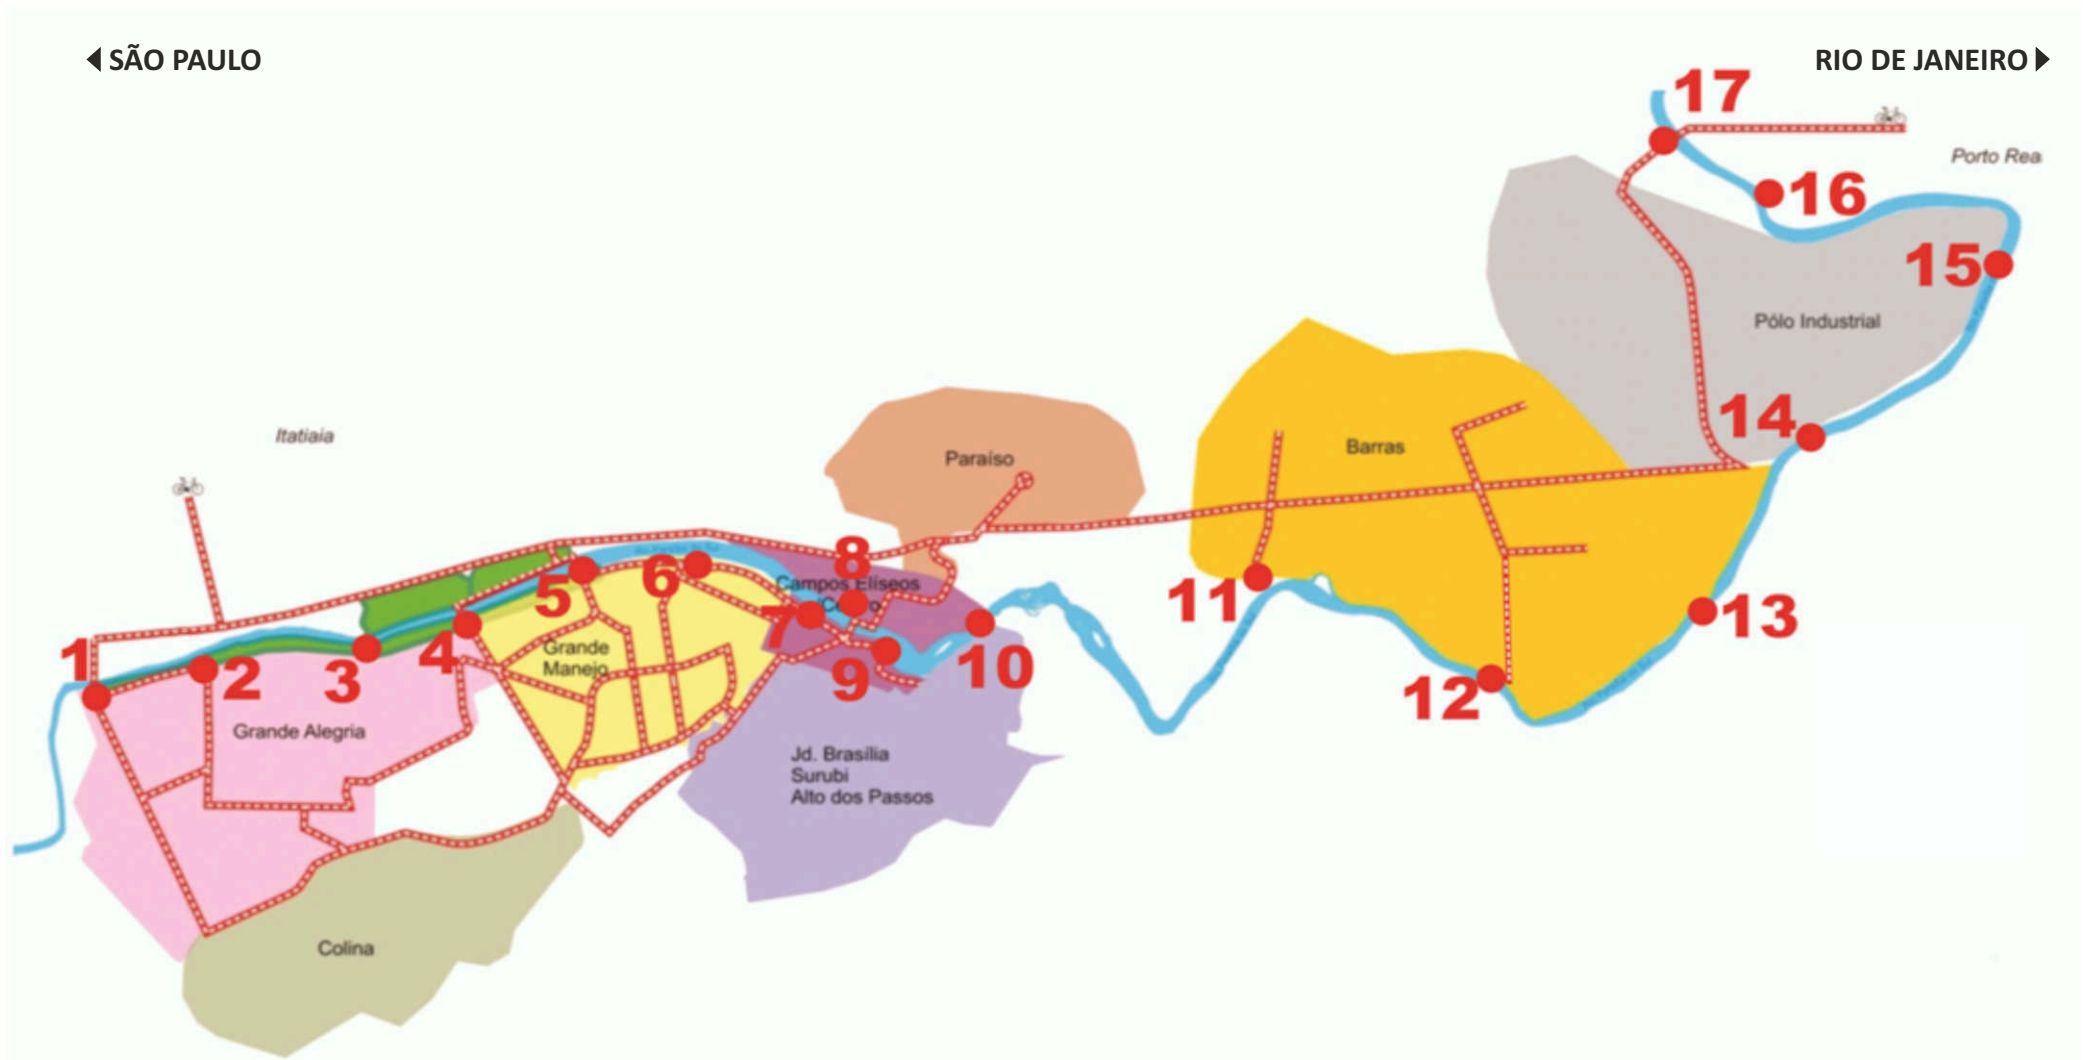 SÃO PAULO
RIO DE JANEIRO
17
Porto Rea
16
15
Pólo Industrial
14
Itatiaia
Paraíso
Barras
8
5
6
Campos Elíseos
11
7
13
1
2
3
4
Grande
Manejo
9
10
12
Grande Alegria
Jd. Brasília
Surubi
Alto dos Passos
Colina